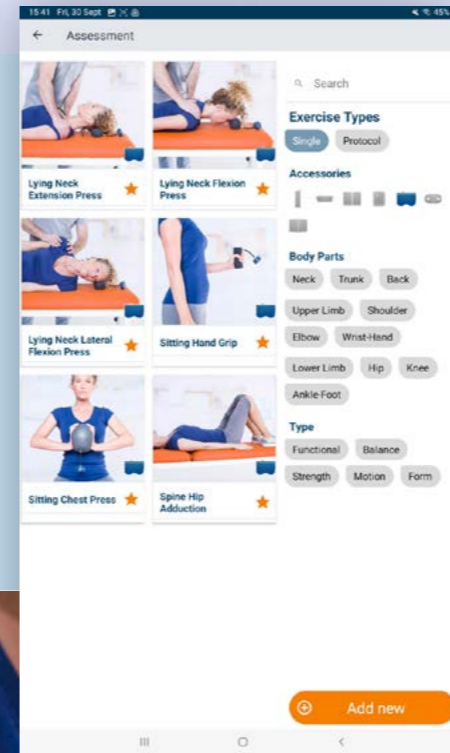 15:41 Fri, 30 Sept
45%
Assessment
Lying Neck
Extension Press
Lying Neck Flexion
Press
Lying Neck Lateral
Flexion Press
Sitting Hand Grip
Sitting Chest Press
Spine Hip
Adduction
Search
Exercise Types
Single Protocol
Accessories
Body Parts
Neck Trunk Back
Upper Limb Shoulder
Elbow Wrist-Hand
Lower Limb Hip Knee
Ankle-Foot
Type
Functional Balance
Strength Motion Form
Add new